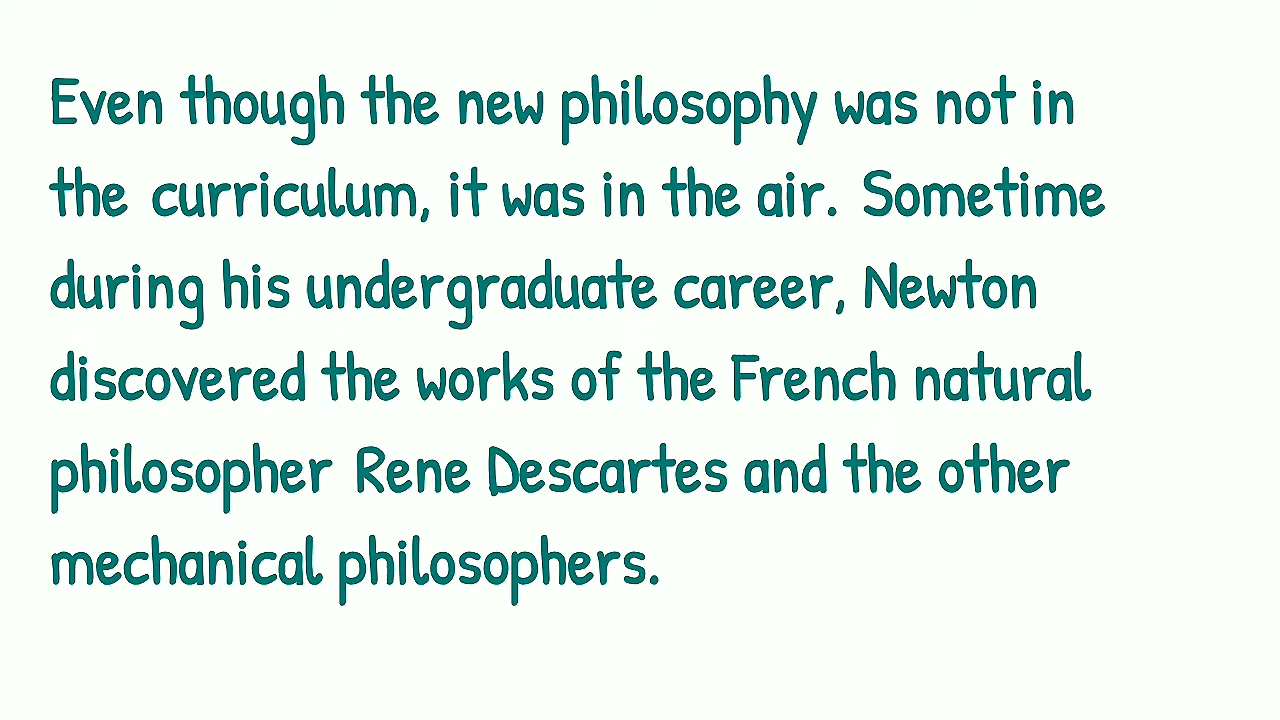 Even though the new philosophy was not in
the curriculum, it was in the air. Sometime
during his undergraduate career, Newton
discovered the works of the French natural
philosopher Rene Descartes and the other
mechanical philosophers.